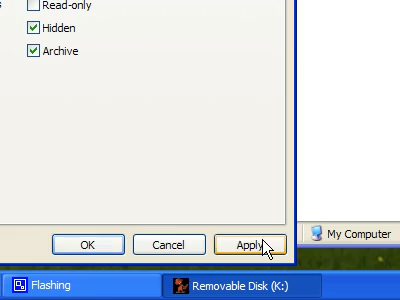 Read-only
Hidden
Archive
OK Cancel Apply
My Computer
Flashing Removable Disk (K:)